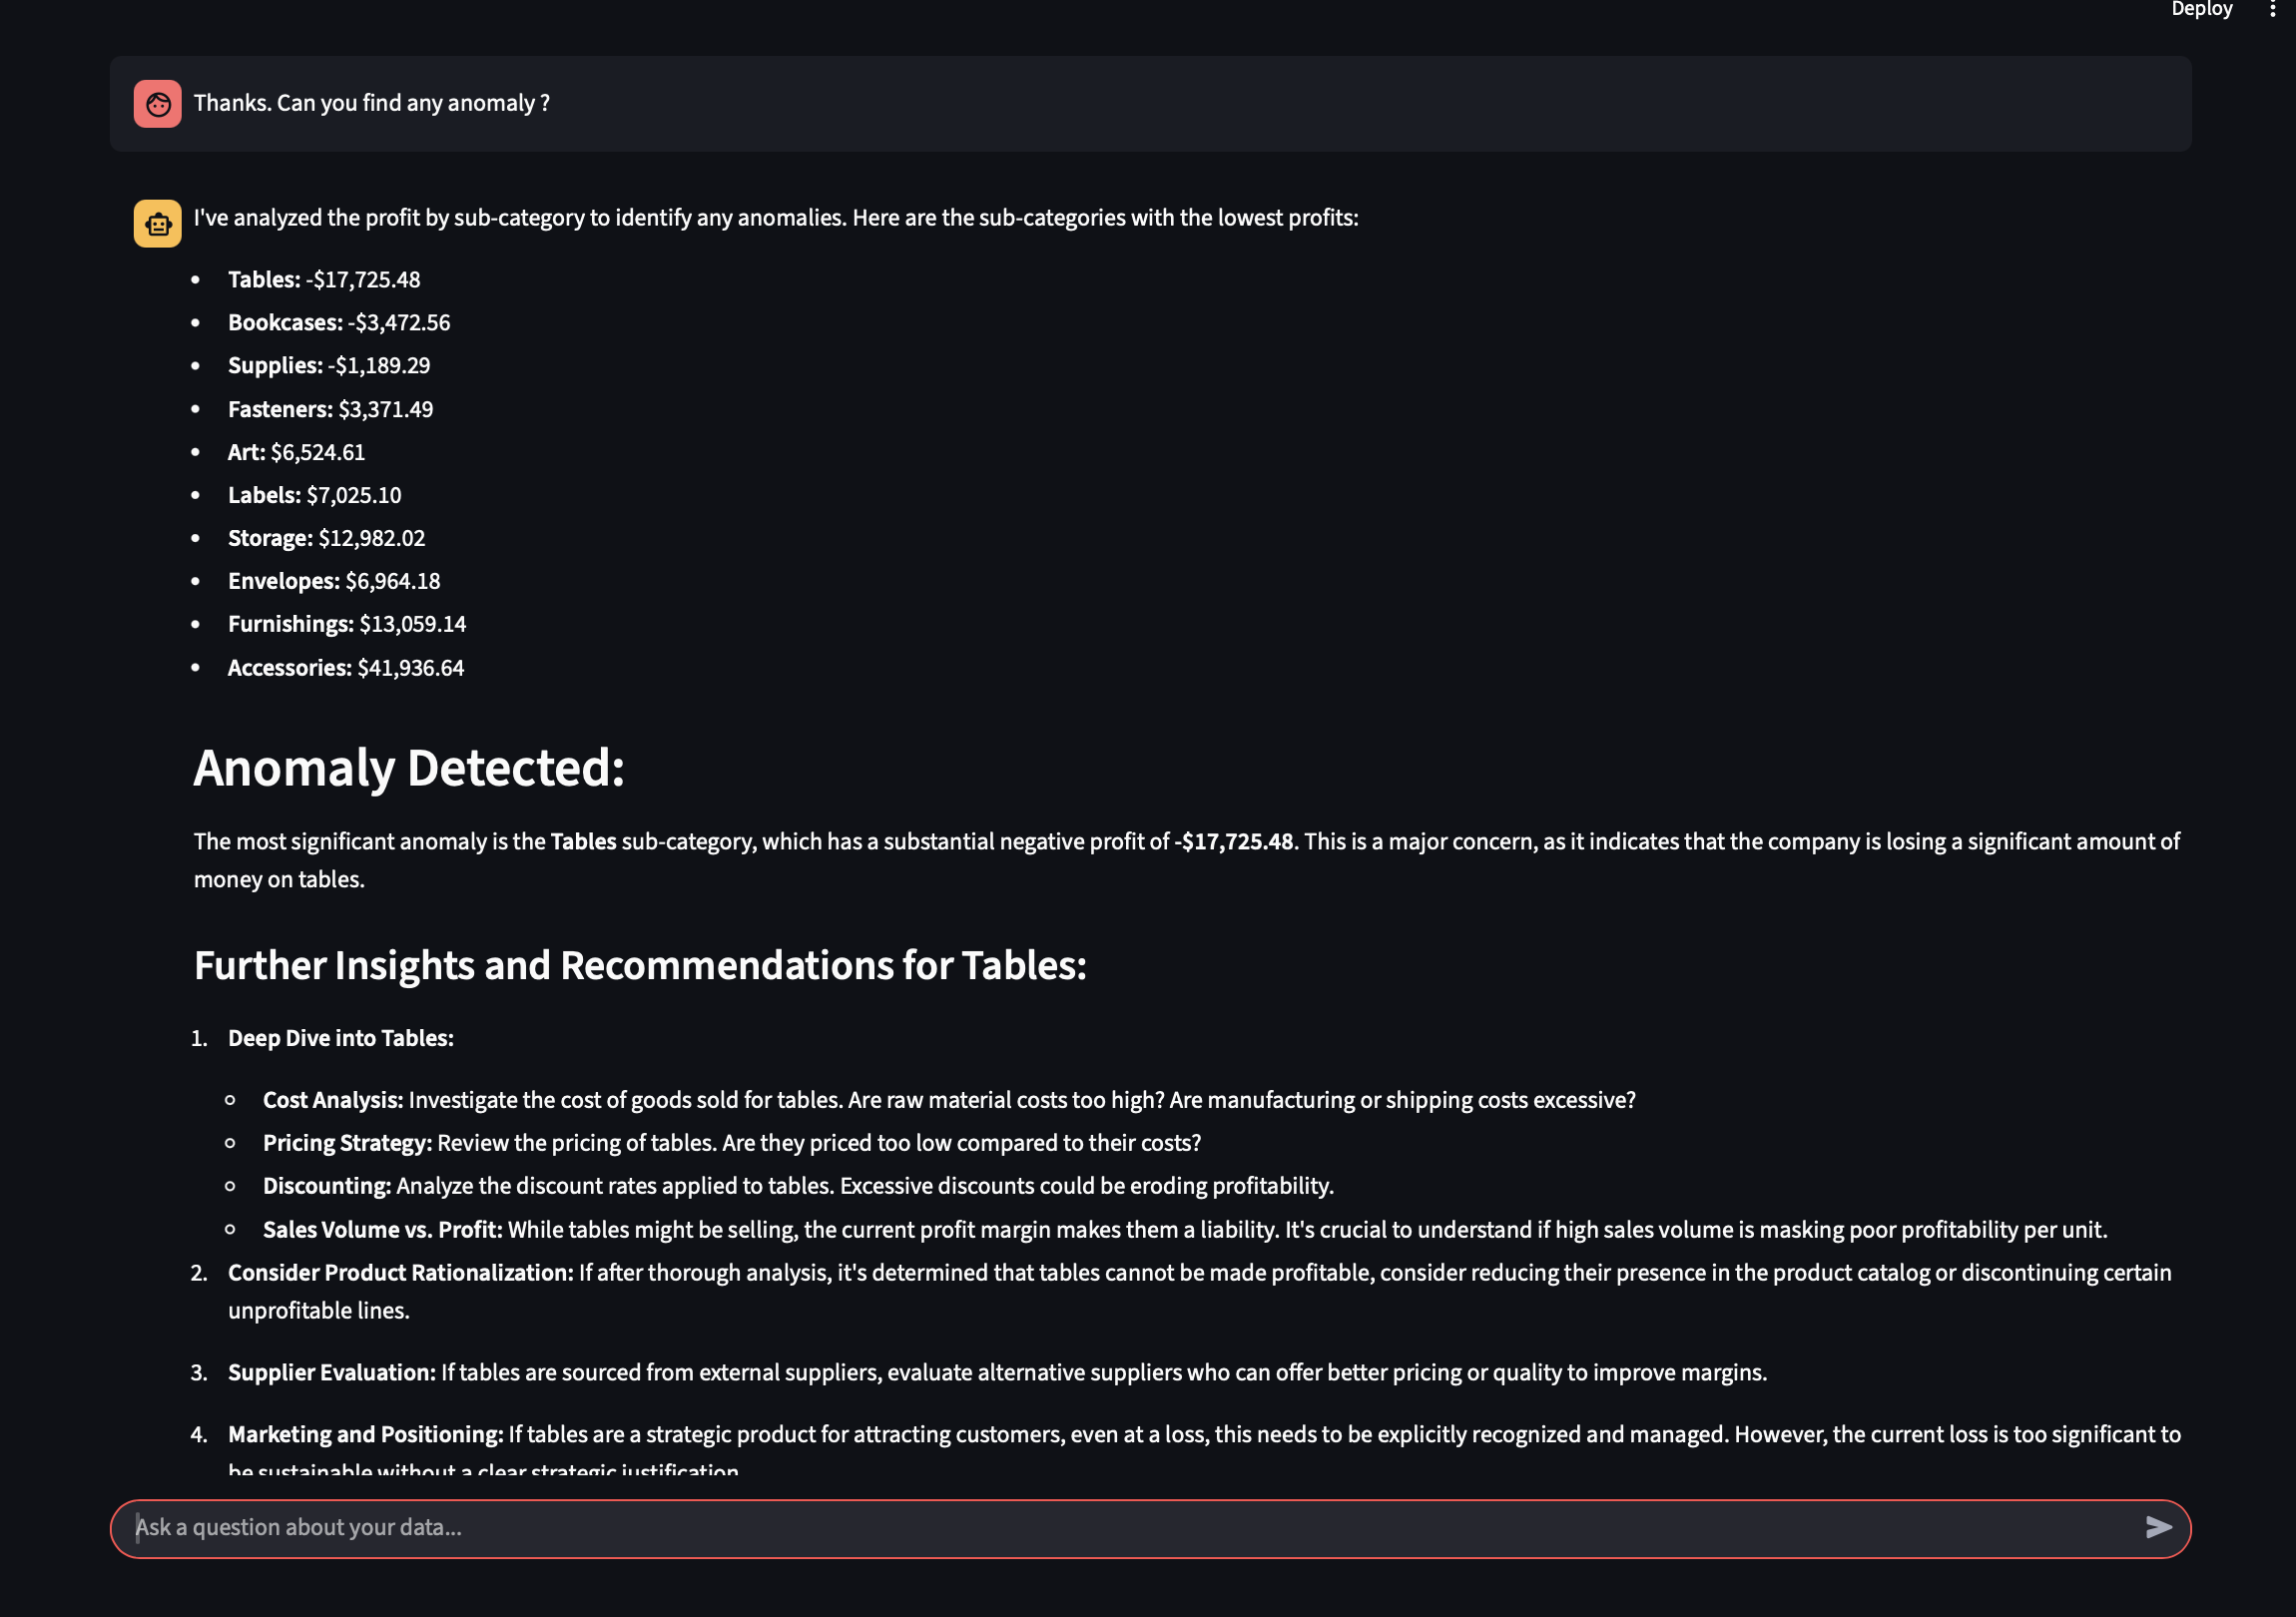 Deploy
Thanks. Can you find any anomaly ?
I've analyzed the profit by sub-category to identify any anomalies. Here are the sub-categories with the lowest profits:
• Tables: -$17,725.48
• Bookcases: -$3,472.56
• Supplies: -$1,189.29
• Fasteners: $3,371.49
• Art: $6,524.61
• Labels: $7,025.10
• Storage: $12,982.02
• Envelopes: $6,964.18
• Furnishings: $13,059.14
• Accessories: $41,936.64
Anomaly Detected:
The most significant anomaly is the Tables sub-category, which has a substantial negative profit of -$17,725.48. This is a major concern, as it indicates that the company is losing a significant amount of
money on tables.
Further Insights and Recommendations for Tables:
1. Deep Dive into Tables:
○ Cost Analysis: Investigate the cost of goods sold for tables. Are raw material costs too high? Are manufacturing or shipping costs excessive?
○ Pricing Strategy: Review the pricing of tables. Are they priced too low compared to their costs?
○ Discounting: Analyze the discount rates applied to tables. Excessive discounts could be eroding profitability.
○ Sales Volume vs. Profit: While tables might be selling, the current profit margin makes them a liability. It's crucial to understand if high sales volume is masking poor profitability per unit.
2. Consider Product Rationalization: If after thorough analysis, it's determined that tables cannot be made profitable, consider reducing their presence in the product catalog or discontinuing certain
unprofitable lines.
3. Supplier Evaluation: If tables are sourced from external suppliers, evaluate alternative suppliers who can offer better pricing or quality to improve margins.
4. Marketing and Positioning: If tables are a strategic product for attracting customers, even at a loss, this needs to be explicitly recognized and managed. However, the current loss is too significant to
be sustainable without a clear strategic justification
Ask a question about your data...